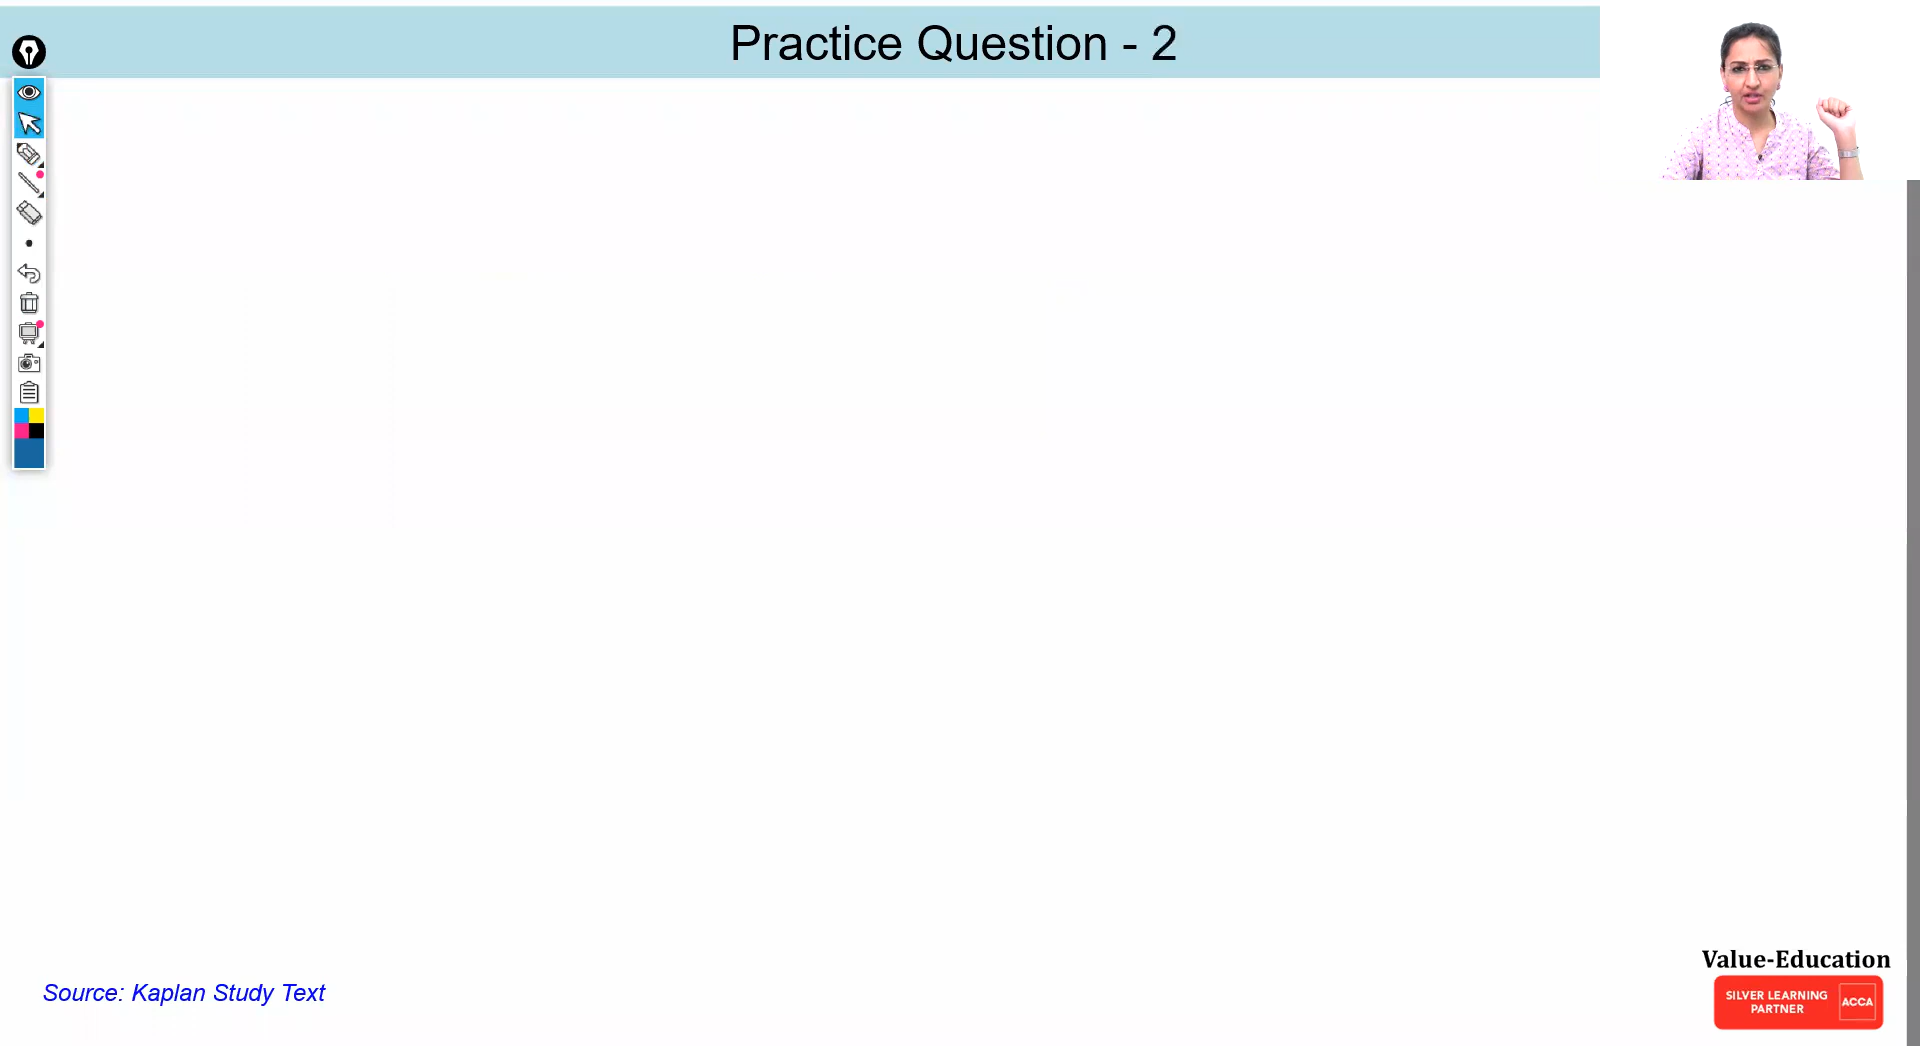 Practice Question - 2
Source: Kaplan Study Text
Value-Education
SILVER LEARNING
PARTNER
ACCA